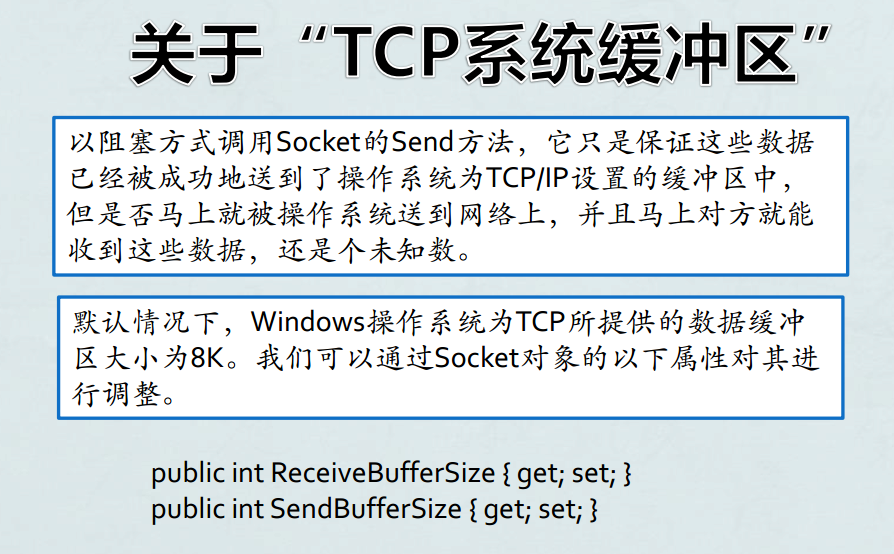 关于“TCP系统缓冲区”
以阻塞方式调用Socket的Send方法，它只是保证这些数据
已经被成功地送到了操作系统为TCP/IP设置的缓冲区中，
但是否马上就被操作系统送到网络上，并且马上对方就能
收到这些数据，还是个未知数。
默认情况下，Windows操作系统为TCP所提供的数据缓冲
区大小为8K。我们可以通过Socket对象的以下属性对其进
行调整。
public int ReceiveBufferSize { get; set; }
public int SendBufferSize { get; set; }